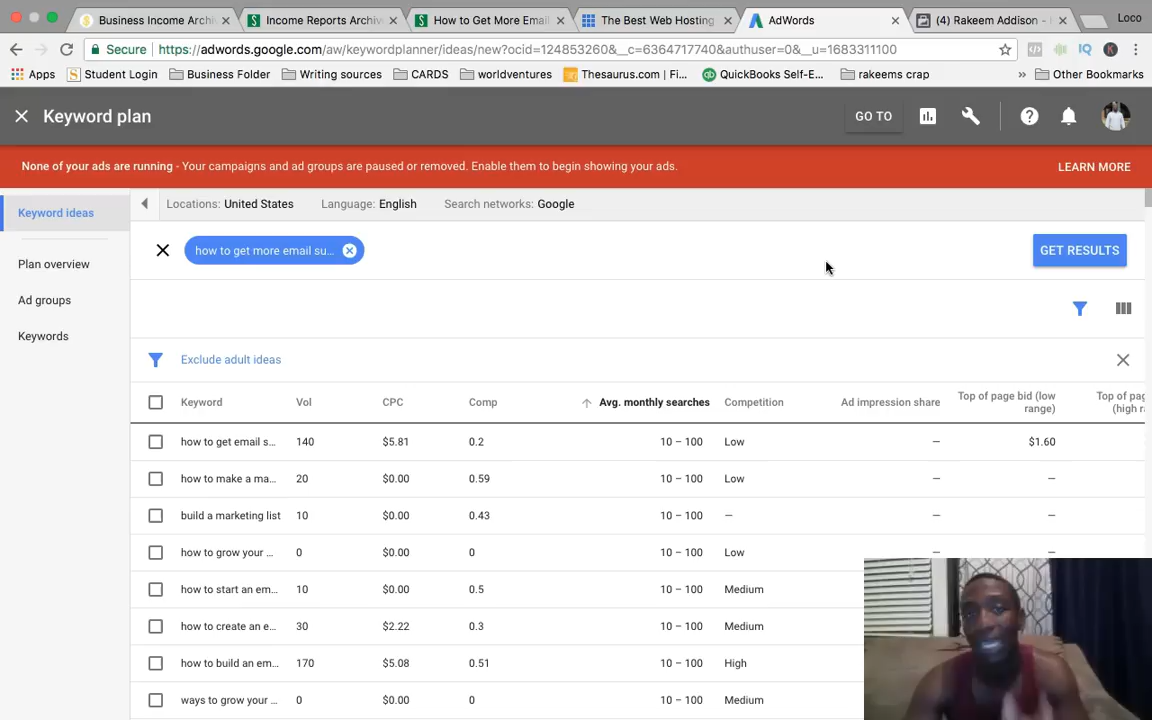 Business Income Archi
Income Reports Archiv
How to Get More Email
The Best Web Hosting
AdWords
(4) Rakeem Addison -
Loco
Secure
https://adwords.google.com/aw/keywordplanner/ideas/new?ocid=124853260&__c=6364717740&authuser=0&__u=1683311100
IQ
K
Apps
Student Login
Business Folder
Writing sources
CARDS
worldventures
Thesaurus.com | Fi...
QuickBooks Self-E...
rakeems crap
» Other Bookmarks
Keyword plan
GO TO
None of your ads are running - Your campaigns and ad groups are paused or removed. Enable them to begin showing your ads.
LEARN MORE
Keyword ideas
Plan overview
Ad groups
Keywords
Locations: United States
Language: English
Search networks: Google
how to get more email su...
GET RESULTS
Exclude adult ideas
Keyword Vol CPC Comp Avg. monthly searches Competition Ad impression share Top of page bid (low range) Top of pag (high r
how to get email s... 140 $5.81 0.2 10 – 100 Low – $1.60
how to make a ma... 20 $0.00 0.59 10 – 100 Low – –
build a marketing list 10 $0.00 0.43 10 – 100 – – –
how to grow your ... 0 $0.00 0 10 – 100 Low – –
how to start an em... 10 $0.00 0.5 10 – 100 Medium
how to create an e... 30 $2.22 0.3 10 – 100 Medium
how to build an em... 170 $5.08 0.51 10 – 100 High
ways to grow your ... 0 $0.00 0 10 – 100 Medium